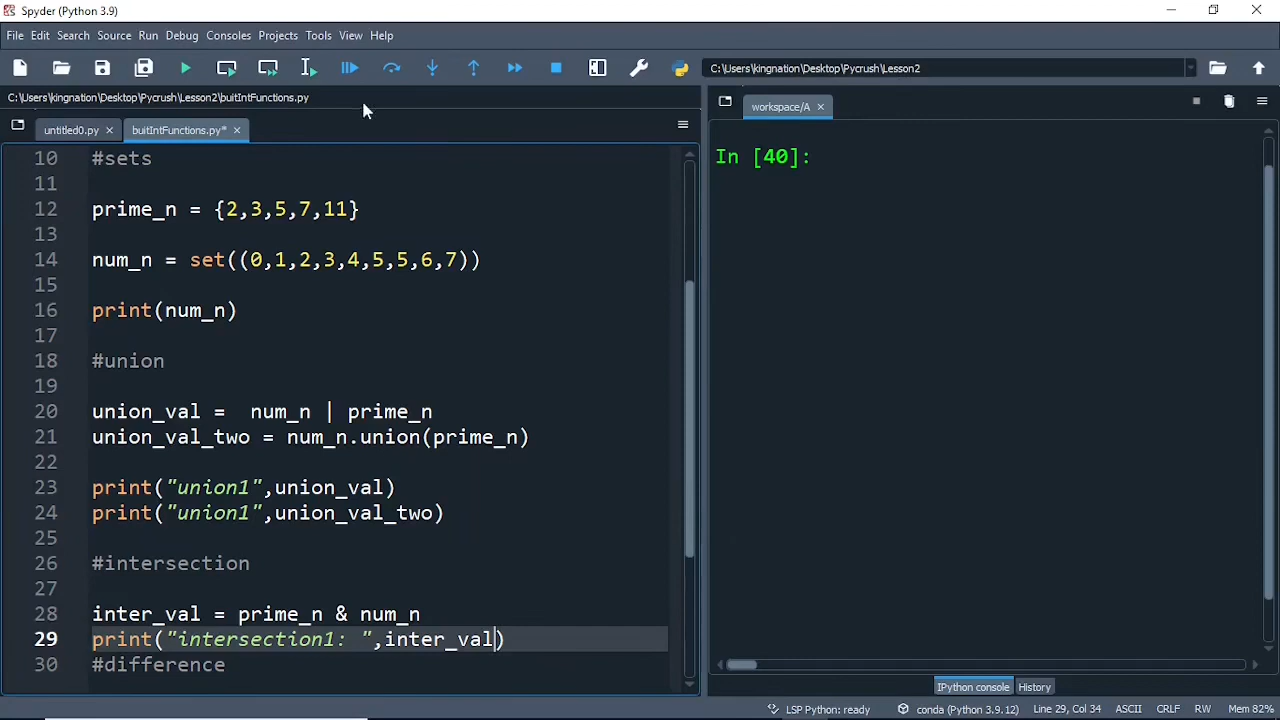 Spyder (Python 3.9)
File Edit Search Source Run Debug Consoles Projects Tools View Help
C:\Users\kingnation\Desktop\Pycrush\Lesson2
C:\Users\kingnation\Desktop\Pycrush\Lesson2\buitIntFunctions.py
workspace/A
untitled0.py buitIntFunctions.py*
In [40]:
10 #sets
11
12 prime_n = {2,3,5,7,11}
13
14 num_n = set((0,1,2,3,4,5,5,6,7))
15
16 print(num_n)
17
18 #union
19
20 union_val =  num_n | prime_n
21 union_val_two = num_n.union(prime_n)
22
23 print("union1",union_val)
24 print("union1",union_val_two)
25
26 #intersection
27
28 inter_val = prime_n & num_n
29 print("intersection1: ",inter_val)
30 #difference
IPython console History
LSP Python: ready conda (Python 3.9.12) Line 29, Col 34 ASCII CRLF RW Mem 82%